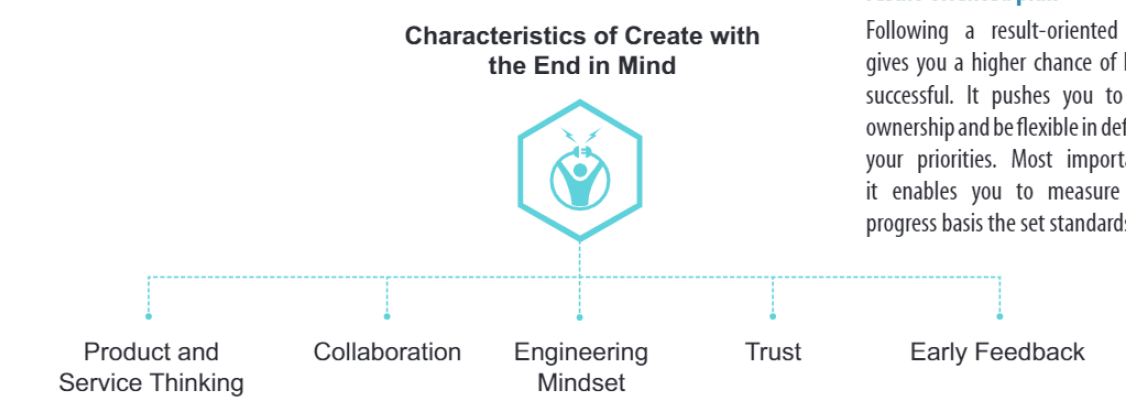 Characteristics of Create with
the End in Mind
Following a result-oriented
gives you a higher chance of
successful. It pushes you to
ownership and be flexible in
your priorities. Most
it enables you to measure
progress basis the set standards
Product and
Service Thinking
Collaboration
Engineering
Mindset
Trust
Early Feedback